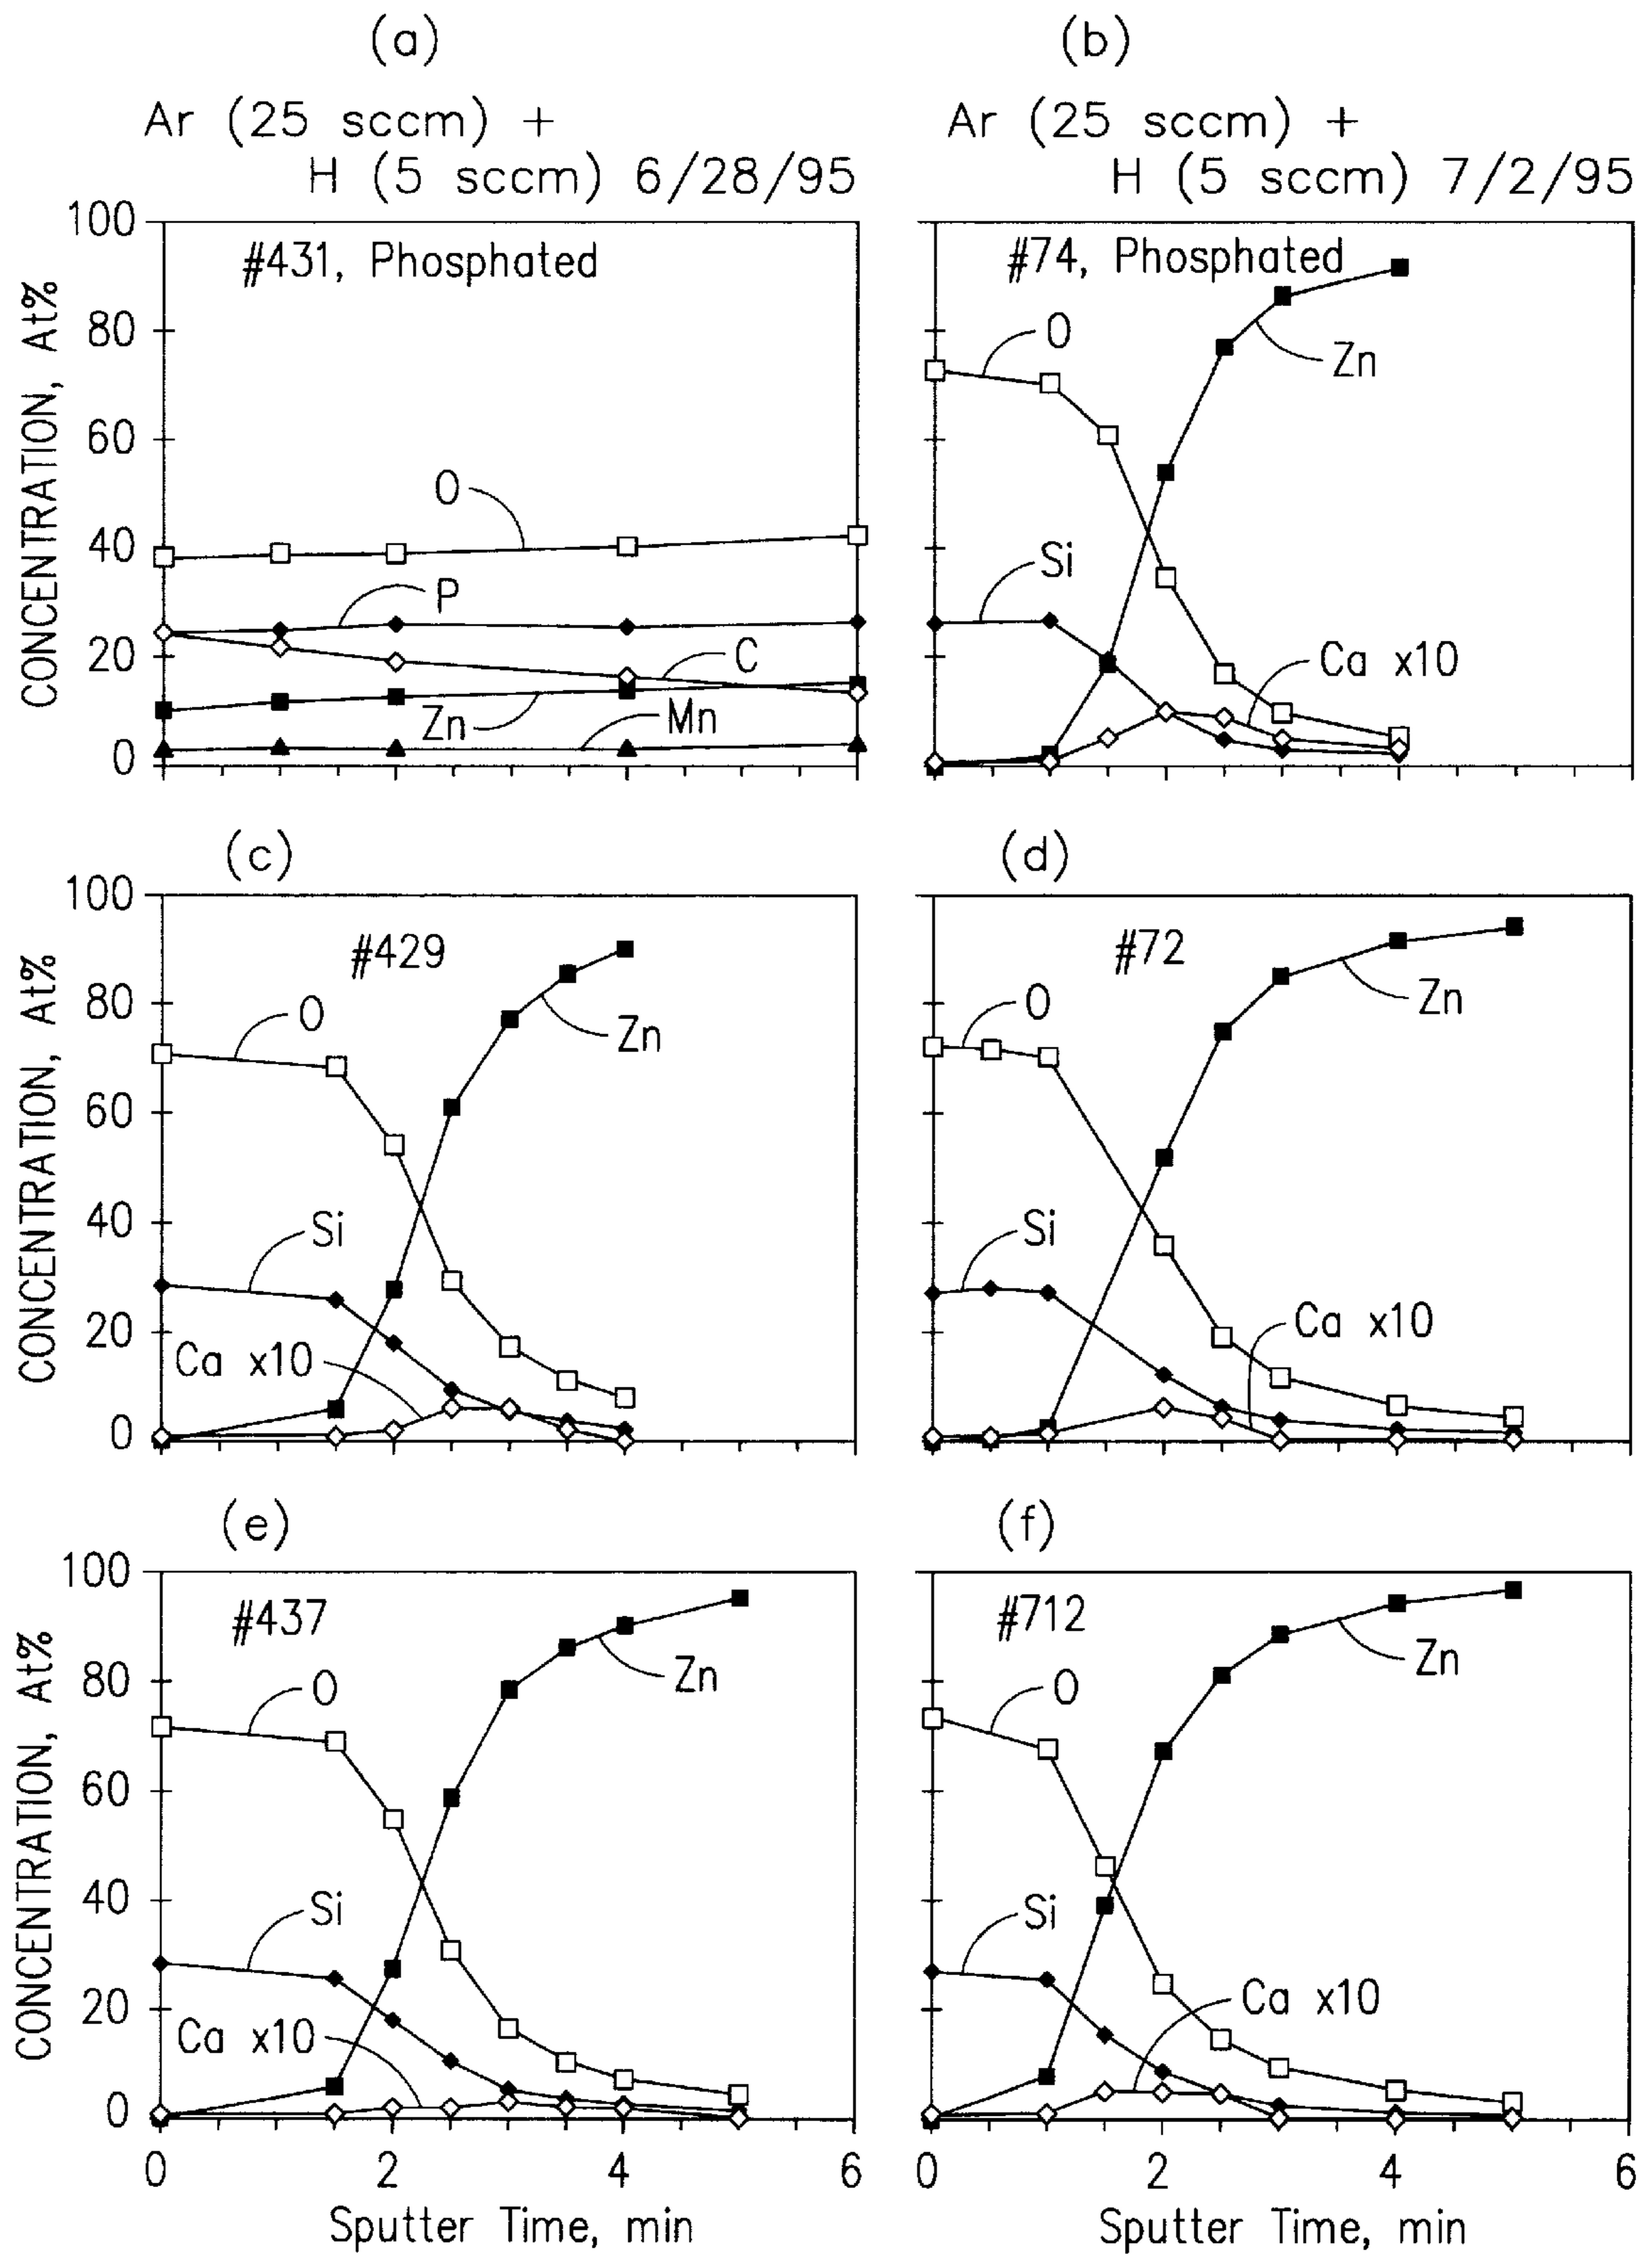 (a)
Ar (25 sccm) +
H (5 sccm) 6/28/95
(b)
Ar (25 sccm) +
H (5 sccm) 7/2/95
CONCENTRATION, At%
100
80
60
40
20
0
#431, Phosphated
O
P
C
Zn
Mn
#74, Phosphated
O
Zn
Si
Ca x10
(c)
CONCENTRATION, At%
100
80
60
40
20
0
#429
O
Zn
Si
Ca x10
(d)
#72
O
Zn
Si
Ca x10
(e)
CONCENTRATION, At%
100
80
60
40
20
0
#437
O
Zn
Si
Ca x10
0 2 4 6
Sputter Time, min
(f)
#712
O
Zn
Si
Ca x10
0 2 4 6
Sputter Time, min